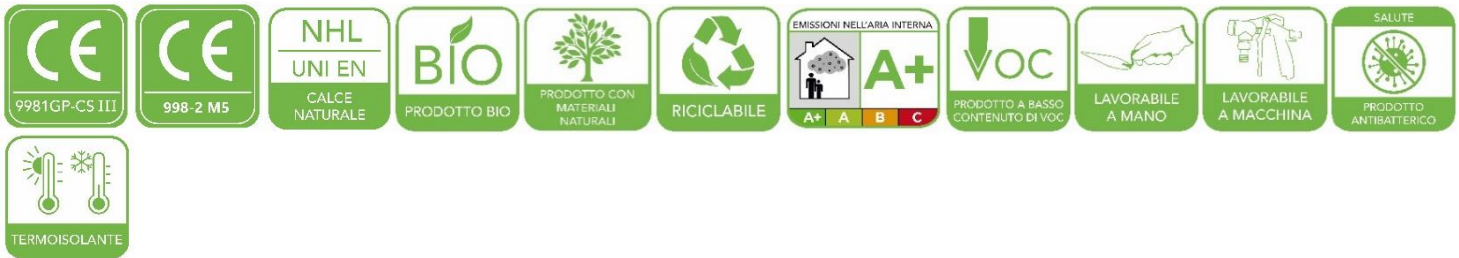 CE
9981GP-CS III
CE
998-2 M5
NHL
UNI EN
CALCE
NATURALE
BIO
PRODOTTO BIO
PRODOTTO CON
MATERIALI
NATURALI
RICICLABILE
EMISSIONI NELL'ARIA INTERNA
A+
A+ A B C
VOC
PRODOTTO A BASSO
CONTENUTO DI VOC
LAVORABILE
A MANO
LAVORABILE
A MACCHINA
SALUTE
PRODOTTO
ANTIBATTERICO
TERMOISOLANTE